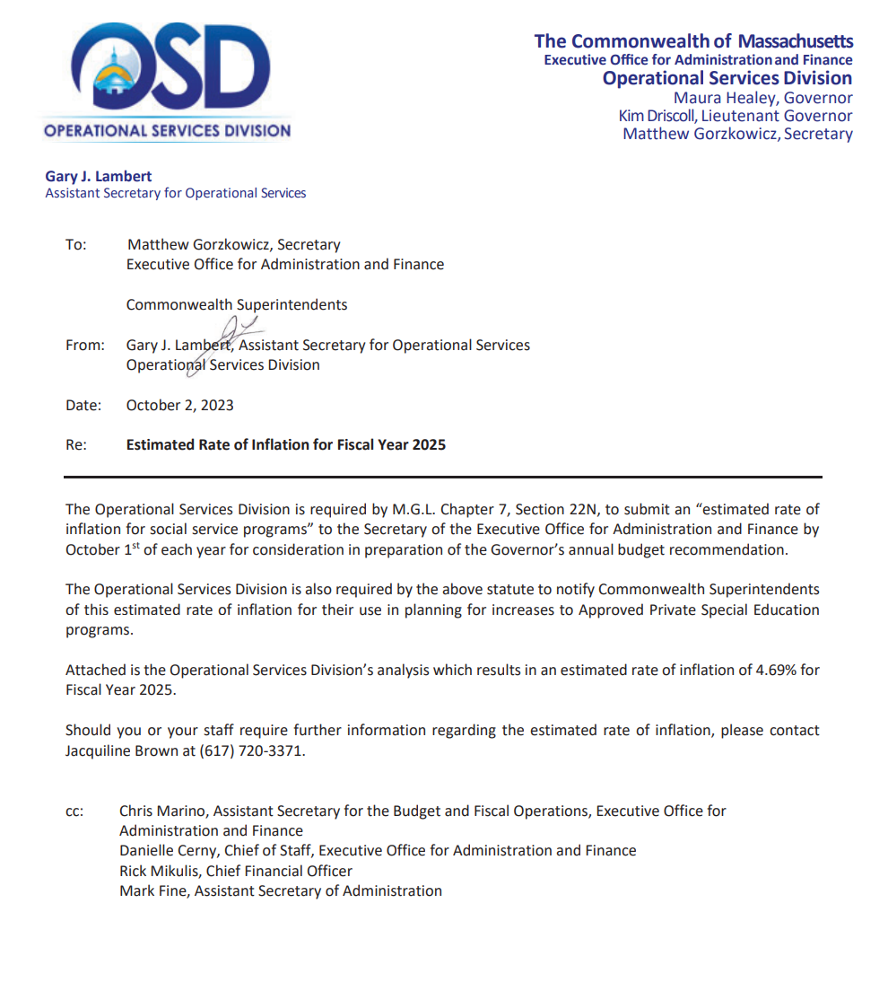 OSD
OPERATIONAL SERVICES DIVISION
The Commonwealth of Massachusetts
Executive Office for Administration and Finance
Operational Services Division
Maura Healey, Governor
Kim Driscoll, Lieutenant Governor
Matthew Gorzkowicz, Secretary
Gary J. Lambert
Assistant Secretary for Operational Services
To: Matthew Gorzkowicz, Secretary
Executive Office for Administration and Finance
Commonwealth Superintendents
From: Gary J. Lambert, Assistant Secretary for Operational Services
Operational Services Division
Date: October 2, 2023
Re: Estimated Rate of Inflation for Fiscal Year 2025
The Operational Services Division is required by M.G.L. Chapter 7, Section 22N, to submit an “estimated rate of
inflation for social service programs” to the Secretary of the Executive Office for Administration and Finance by
October 1st of each year for consideration in preparation of the Governor’s annual budget recommendation.
The Operational Services Division is also required by the above statute to notify Commonwealth Superintendents
of this estimated rate of inflation for their use in planning for increases to Approved Private Special Education
programs.
Attached is the Operational Services Division’s analysis which results in an estimated rate of inflation of 4.69% for
Fiscal Year 2025.
Should you or your staff require further information regarding the estimated rate of inflation, please contact
Jacquiline Brown at (617) 720-3371.
cc: Chris Marino, Assistant Secretary for the Budget and Fiscal Operations, Executive Office for
Administration and Finance
Danielle Cerny, Chief of Staff, Executive Office for Administration and Finance
Rick Mikulis, Chief Financial Officer
Mark Fine, Assistant Secretary of Administration